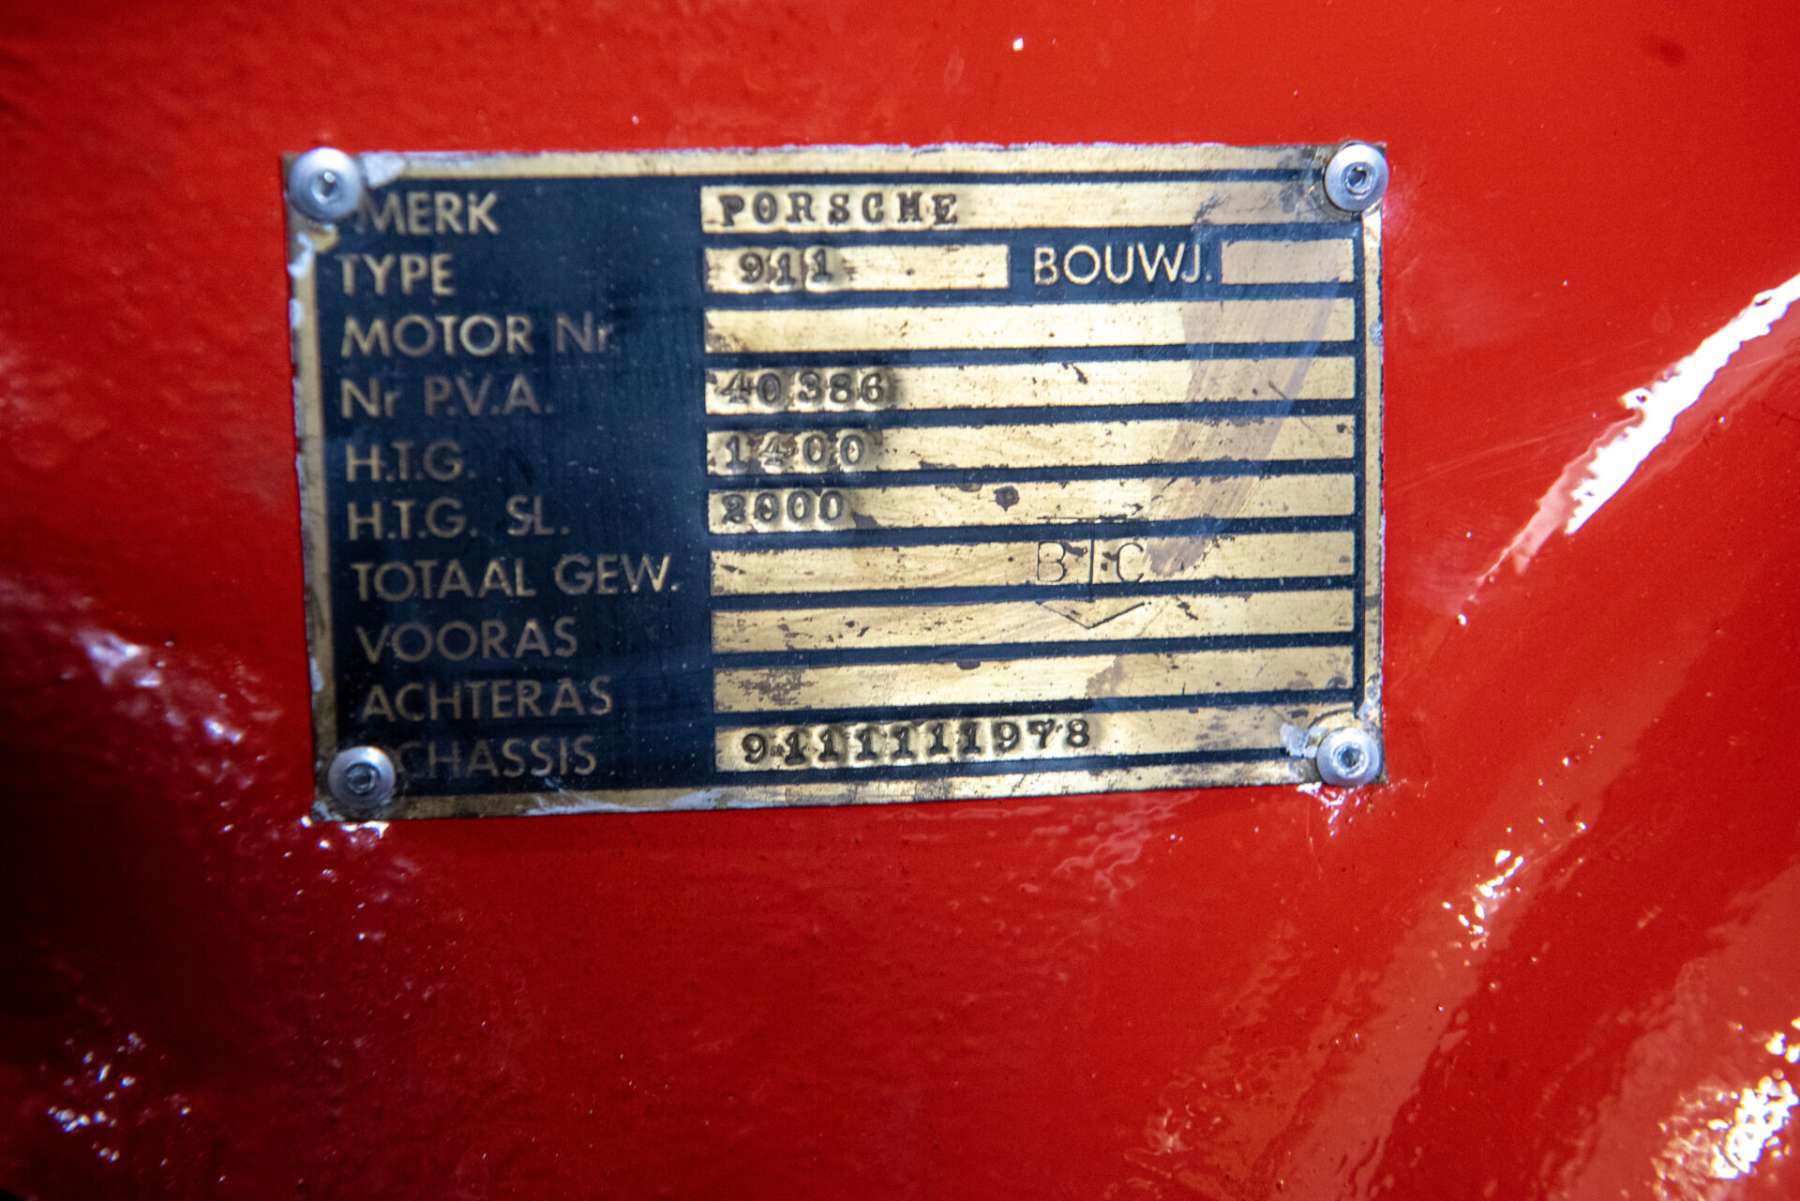 MERK PORSCHE
TYPE 911 BOUWJ.
MOTOR Nr
Nr P.V.A. 40386
H.T.G. 1400
H.T.G. SL. 2000
TOTAAL GEW. B C
VOORAS
ACHTERAS
CHASSIS 9111111978